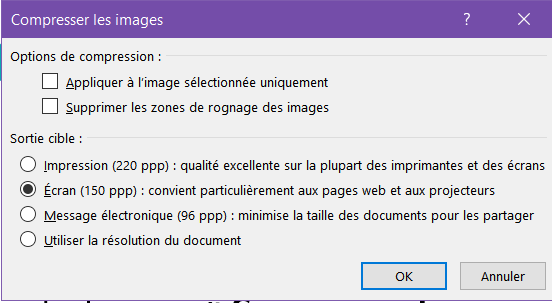 Compresser les images
Options de compression :
Appliquer à l'image sélectionnée uniquement
Supprimer les zones de rognage des images
Sortie cible :
Impression (220 ppp) : qualité excellente sur la plupart des imprimantes et des écrans
Écran (150 ppp) : convient particulièrement aux pages web et aux projecteurs
Message électronique (96 ppp) : minimise la taille des documents pour les partager
Utiliser la résolution du document
OK Annuler